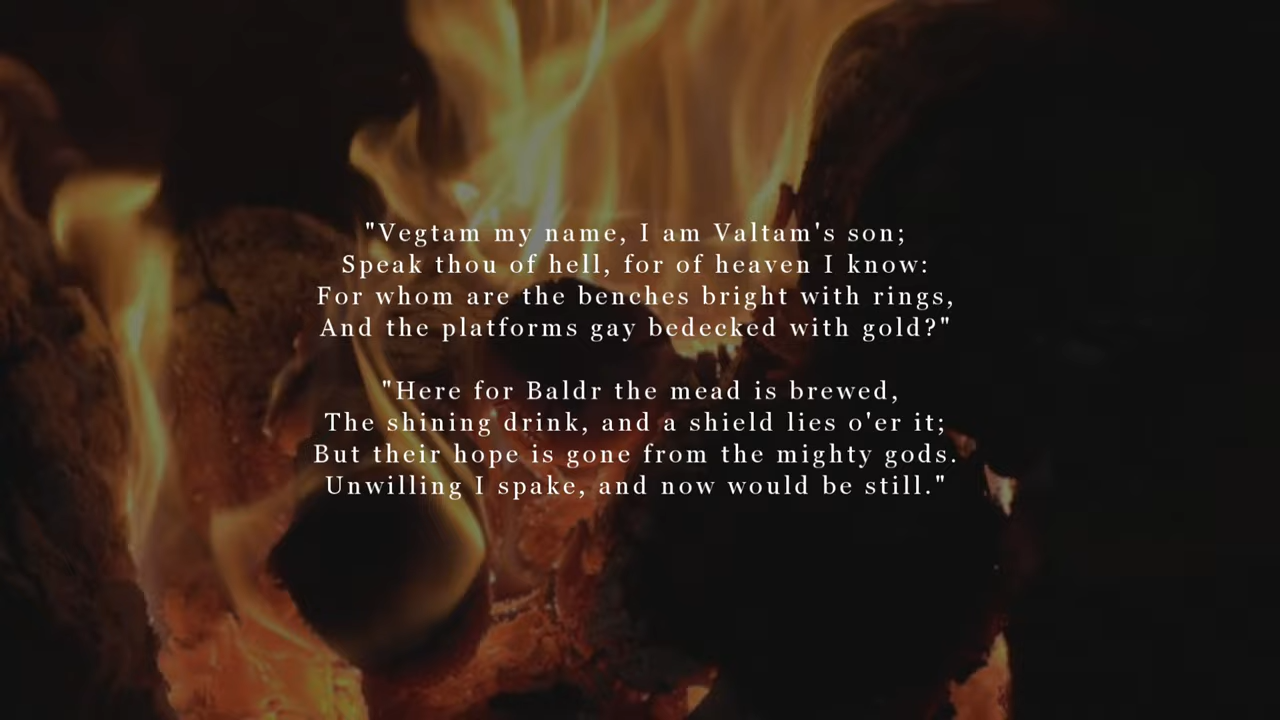 "Vegtam my name, I am Valtam's son;
Speak thou of hell, for of heaven I know:
For whom are the benches bright with rings,
And the platforms gay bedecked with gold?"
"Here for Baldr the mead is brewed,
The shining drink, and a shield lies o'er it;
But their hope is gone from the mighty gods.
Unwilling I spake, and now would be still."